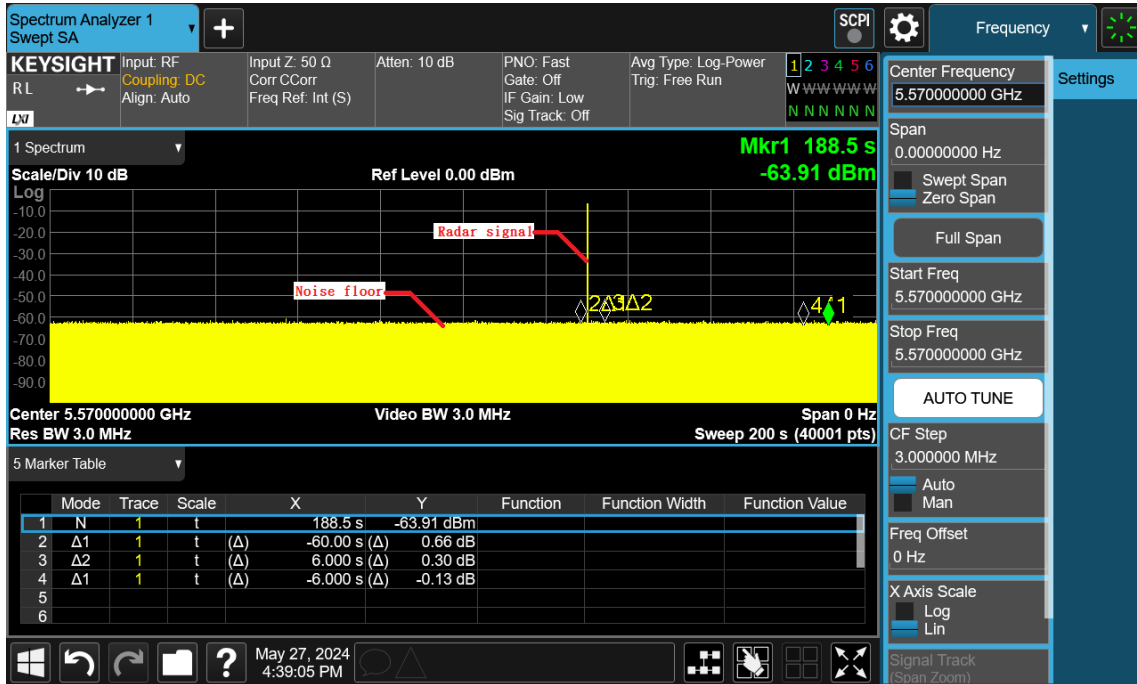 Spectrum Analyzer 1
Swept SA
+
SCPI
Frequency
KEYSIGHT
RL
LXI
Input: RF
Coupling: DC
Align: Auto
Input Z: 50 Ω
Corr CCorr
Freq Ref: Int (S)
Atten: 10 dB
PNO: Fast
Gate: Off
IF Gain: Low
Sig Track: Off
Avg Type: Log-Power
Trig: Free Run
1 2 3 4 5 6
W W W W W W
N N N N N N
1 Spectrum
Mkr1 188.5 s
-63.91 dBm
Scale/Div 10 dB
Ref Level 0.00 dBm
Log
-10.0
-20.0
-30.0
-40.0
-50.0
-60.0
-70.0
-80.0
-90.0
Radar signal
Noise floor
3Δ2
4
1
Center 5.570000000 GHz
Video BW 3.0 MHz
Span 0 Hz
Res BW 3.0 MHz
Sweep 200 s (40001 pts)
5 Marker Table
Mode Trace Scale X Y Function Function Width Function Value
1 N 1 t 188.5 s -63.91 dBm
2 Δ1 1 t (Δ) -60.00 s (Δ) 0.66 dB
3 Δ2 1 t (Δ) 6.000 s (Δ) 0.30 dB
4 Δ1 1 t (Δ) -6.000 s (Δ) -0.13 dB
5
6
?
May 27, 2024
4:39:05 PM
Center Frequency
5.570000000 GHz
Span
0.00000000 Hz
Swept Span
Zero Span
Full Span
Start Freq
5.570000000 GHz
Stop Freq
5.570000000 GHz
AUTO TUNE
CF Step
3.000000 MHz
Auto
Man
Freq Offset
0 Hz
X Axis Scale
Log
Lin
Signal Track
(Span Zoom)
Settings